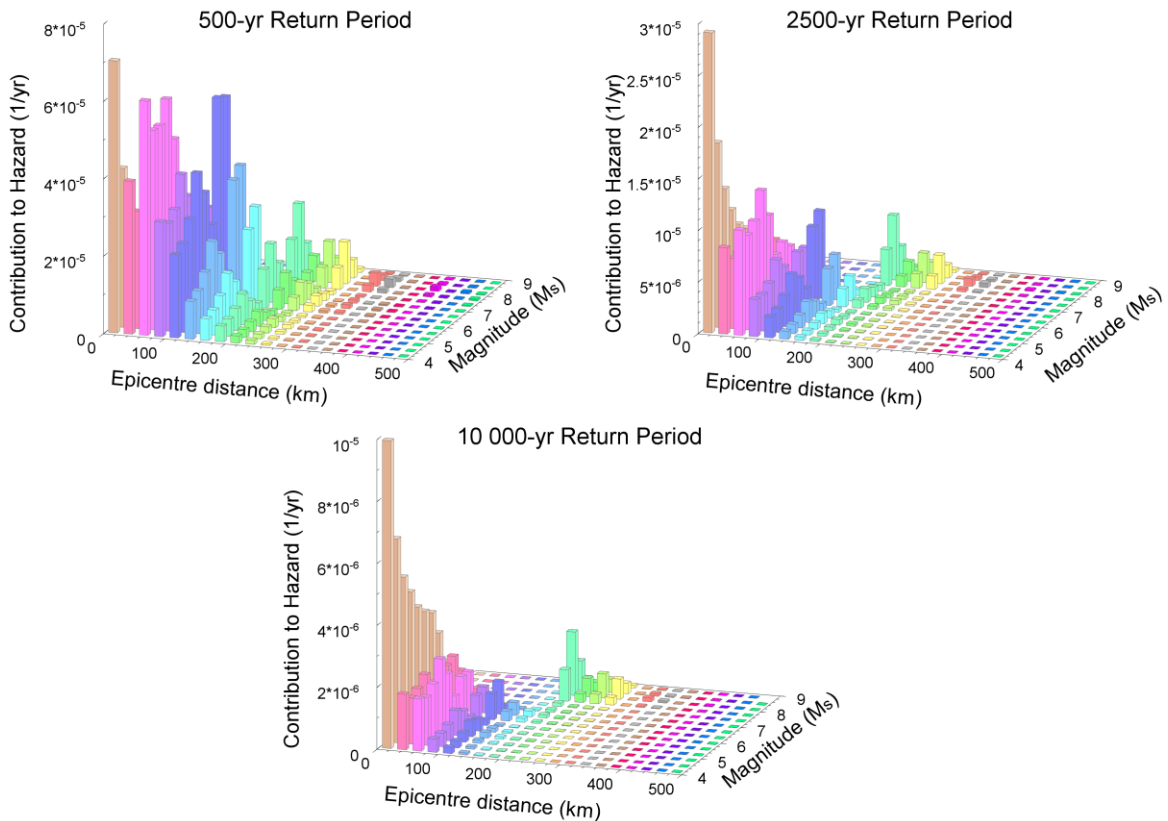 500-yr Return Period
8*10⁻⁵
6*10⁻⁵
4*10⁻⁵
2*10⁻⁵
0
Contribution to Hazard (1/yr)
0 100 200 300 400 500
Epicentre distance (km)
4 5 6 7 8 9
Magnitude (Ms)
2500-yr Return Period
3*10⁻⁵
2.5*10⁻⁵
2*10⁻⁵
1.5*10⁻⁵
10⁻⁵
5*10⁻⁶
0
Contribution to Hazard (1/yr)
0 100 200 300 400 500
Epicentre distance (km)
4 5 6 7 8 9
Magnitude (Ms)
10 000-yr Return Period
10⁻⁵
8*10⁻⁶
6*10⁻⁶
4*10⁻⁶
2*10⁻⁶
0
Contribution to Hazard (1/yr)
0 100 200 300 400 500
Epicentre distance (km)
4 5 6 7 8 9
Magnitude (Ms)